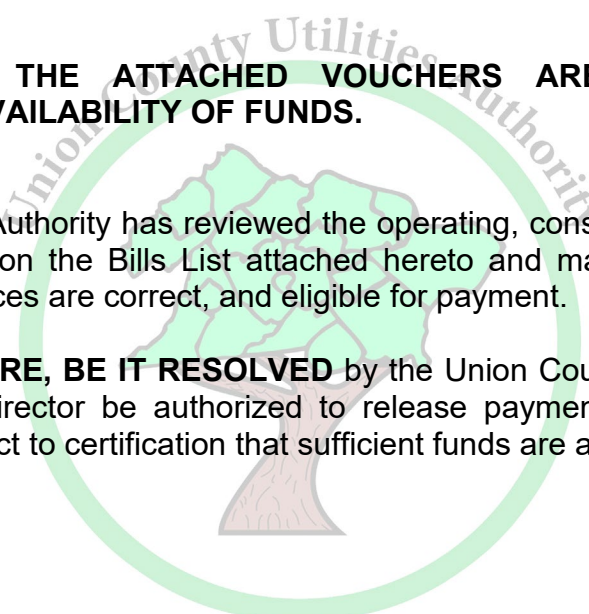 Union County Utilities Authority
THE ATTACHED VOUCHERS ARE
VAILABILITY OF FUNDS.
Authority has reviewed the operating, cons
on the Bills List attached hereto and ma
ces are correct, and eligible for payment.
RE, BE IT RESOLVED by the Union Cou
irector be authorized to release paymen
ct to certification that sufficient funds are a